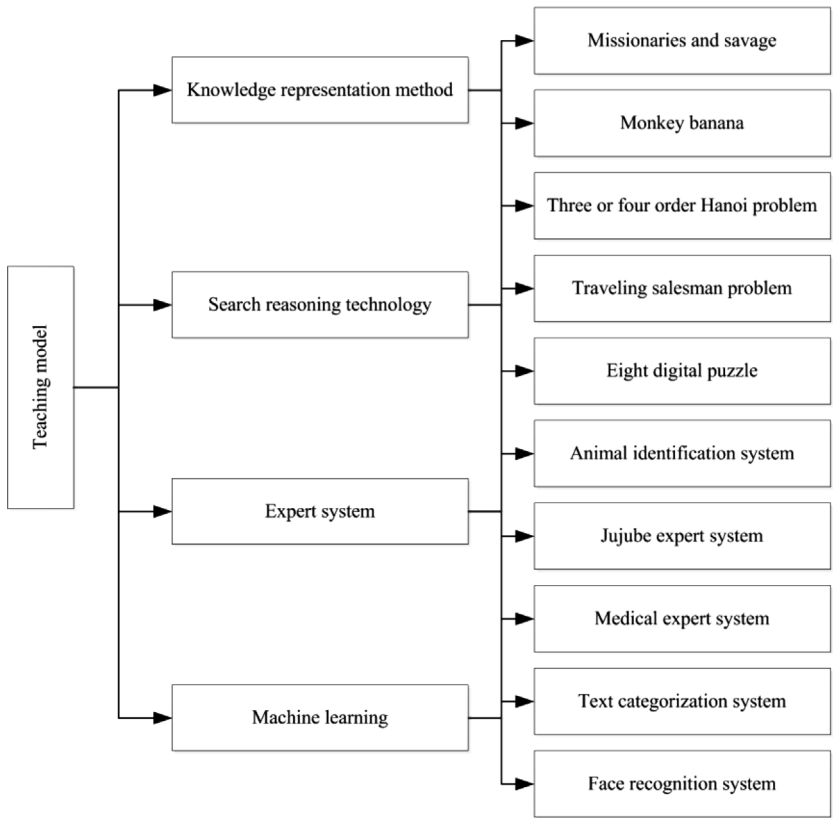 Teaching model
Knowledge representation method
Search reasoning technology
Expert system
Machine learning
Missionaries and savage
Monkey banana
Three or four order Hanoi problem
Traveling salesman problem
Eight digital puzzle
Animal identification system
Jujube expert system
Medical expert system
Text categorization system
Face recognition system